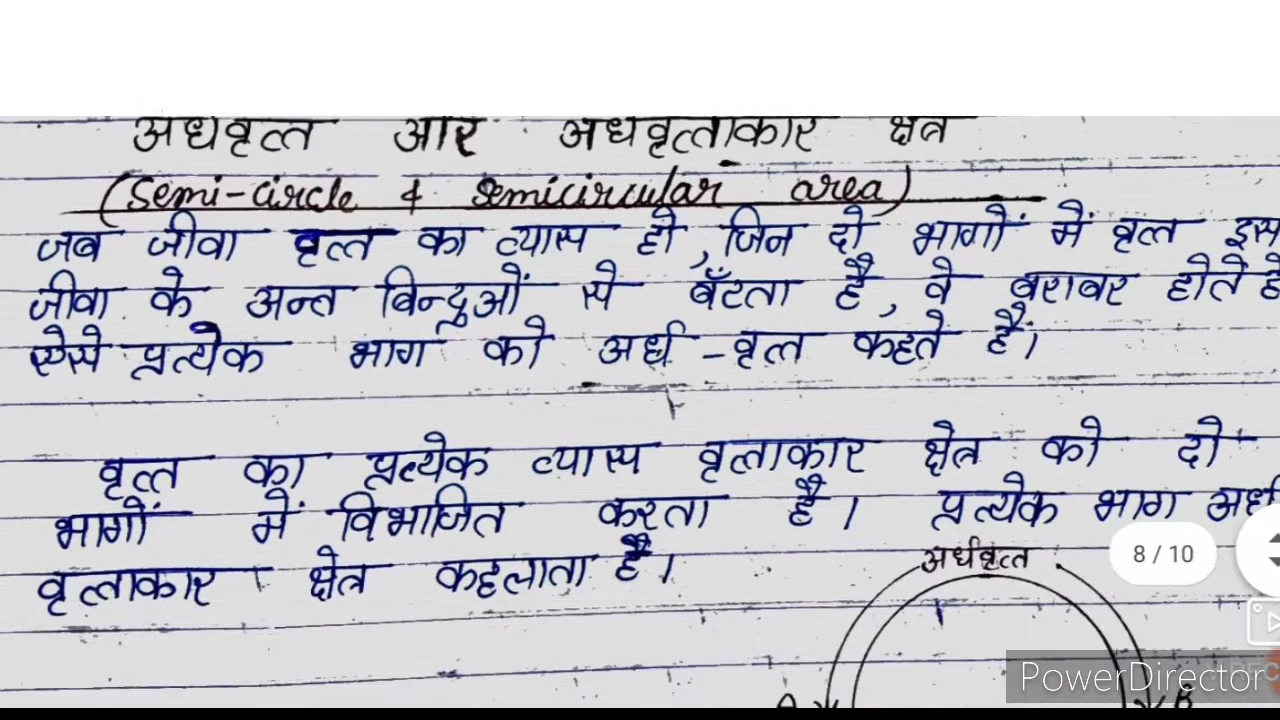 अर्धवृत्त और अर्धवृत्ताकार क्षेत्र
(Semi-circle & semicircular area)
जब जीवा वृत्त का व्यास हो, जिन दो भागों में वृत्त इस
जीवा के अन्त बिन्दुओं से बँटता है, वे बराबर होते है
ऐसे प्रत्येक भाग को अर्ध-वृत्त कहते है।
वृत्त का प्रत्येक व्यास वृत्ताकार क्षेत्र को दो
भागों में विभाजित करता है। प्रत्येक भाग अर्ध
वृत्ताकार क्षेत्र कहलाता है।
अर्धवृत्त
8 / 10
B
PowerDirector